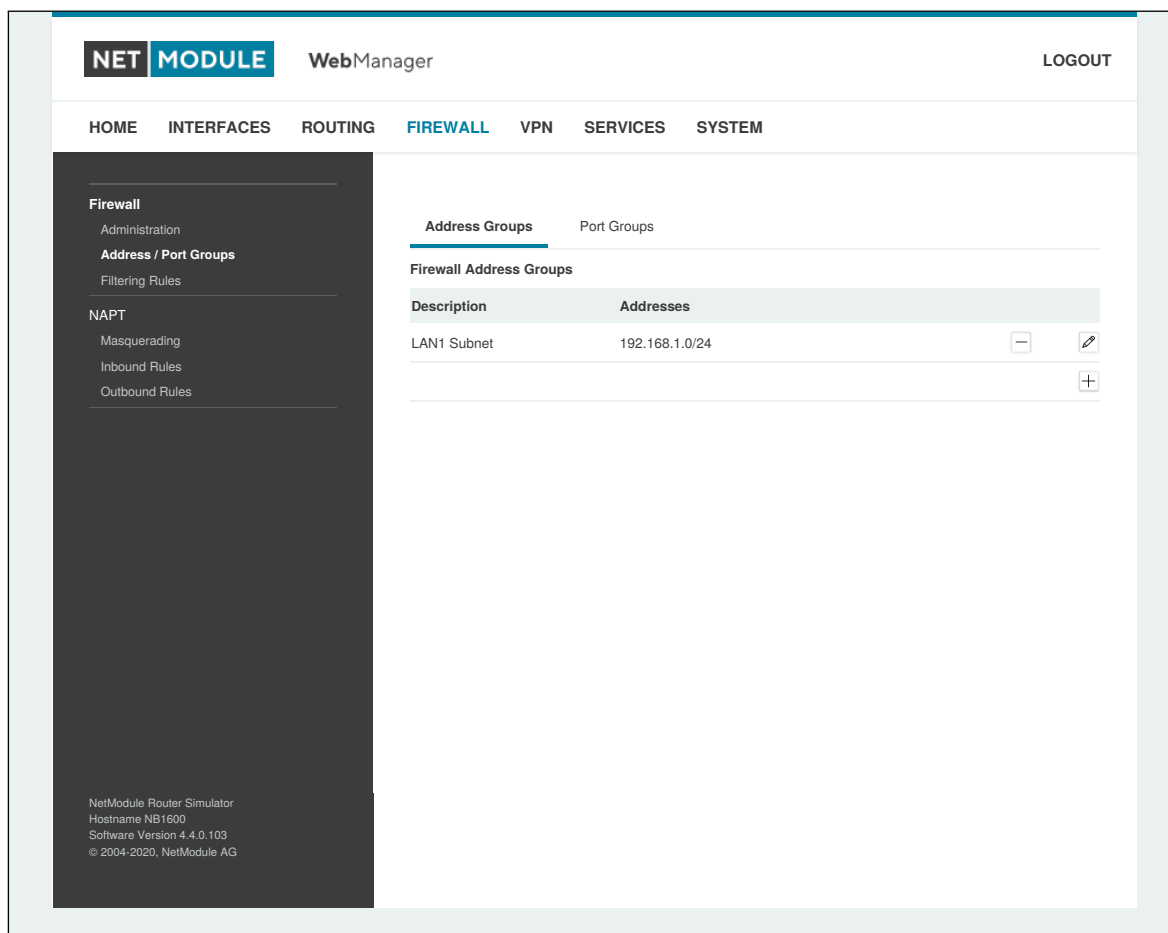 NET MODULE WebManager LOGOUT
HOME INTERFACES ROUTING FIREWALL VPN SERVICES SYSTEM
Firewall
Administration
Address / Port Groups
Filtering Rules
NAPT
Masquerading
Inbound Rules
Outbound Rules
Address Groups Port Groups
Firewall Address Groups
Description Addresses
LAN1 Subnet 192.168.1.0/24
NetModule Router Simulator
Hostname NB1600
Software Version 4.4.0.103
© 2004-2020, NetModule AG